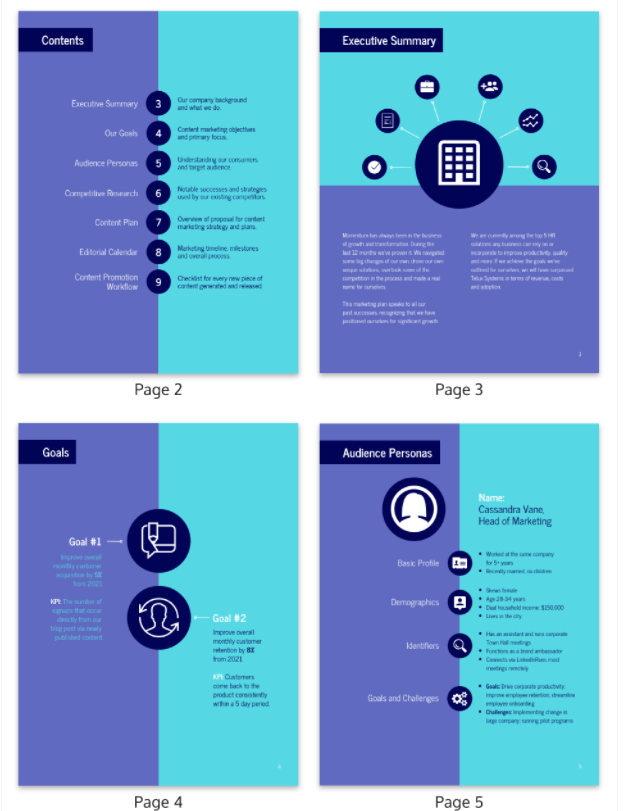 Contents
Executive Summary
3
Our company background
and what we do.
Our Goals
4
Content marketing objectives
and primary focus.
Audience Personas
5
Understanding our consumers
and target audience.
Competitive Research
6
Notable successes and strategies
used by our existing competitors.
Content Plan
7
Overview of proposal for content
marketing strategy and plans.
Editorial Calendar
8
Marketing timeline, milestones
and overall process.
Content Promotion
Workflow
9
Checklist for every new piece of
content generated and released.
Page 2
Executive Summary
Momentum has always been in the business
of growth and transformation. During the
last 12 months we've proven it. We navigated
some big changes of our own, drove our own
unique solutions, overtook some of the
competition in the process and made a real
name for ourselves.
This marketing plan speaks to all our
past successes, recognizing that we have
positioned ourselves for significant growth.
We are currently among the top 5 HR
solutions any business can rely on or
incorporate to improve productivity, quality
and more. If we achieve the goals we've
outlined for ourselves, we will have surpassed
Systems in terms of revenue, costs
and adoption.
3
Page 3
Goals
Goal #1
Improve overall
monthly customer
acquisition by 5%
from 2021
KPI: The number of
signups that occur
directly from our
blog post via newly
published content
Goal #2
Improve overall
monthly customer
retention by 8%
from 2021
KPI: Customers
come back to the
product consistently
within a 5 day period.
4
Page 4
Audience Personas
Name:
Cassandra Vane,
Head of Marketing
Basic Profile
• Worked at the same company
for 5+ years
• Recently married, no children
Demographics
• Skews female
• Age 28-34 years
• Dual household income: $150,000
• Lives in the city
Identifiers
• Has an assistant and runs corporate
Town Hall meetings
• Functions as a brand ambassador
• Connects via most
meetings remotely
Goals and Challenges
• Goals: Drive corporate productivity;
improve employee retention; streamline
employee onboarding
• Challenges: Implementing change in
large company; running pilot programs
5
Page 5